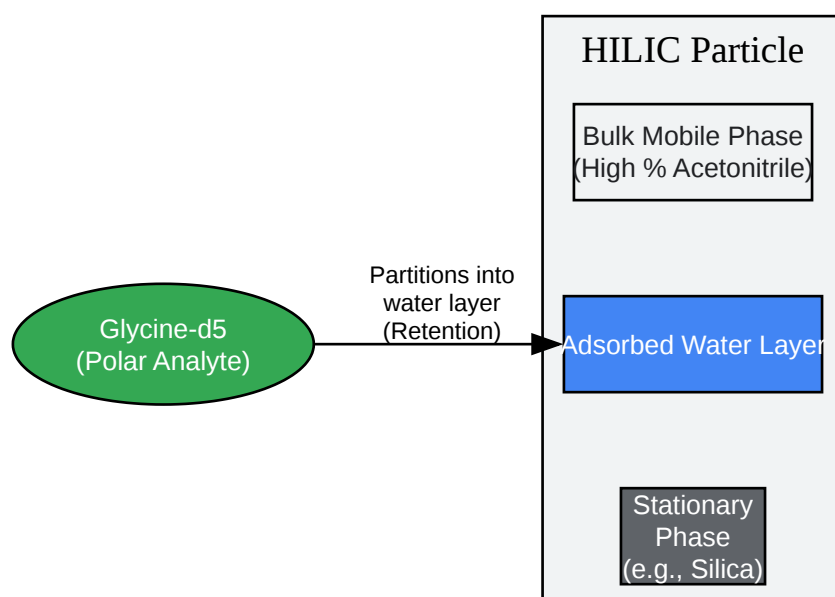 HILIC Particle
Bulk Mobile Phase
(High % Acetonitrile)
Partitions into
water layer
(Retention)
Glycine-d5
(Polar Analyte)
Adsorbed Water Layer
Stationary
Phase
(e.g., Silica)